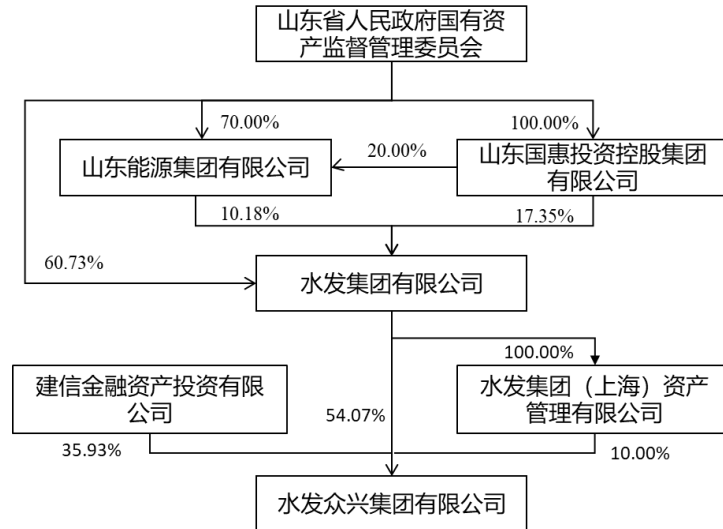 山东省人民政府国有资
产监督管理委员会
70.00%
100.00%
山东能源集团有限公司
20.00%
山东国惠投资控股集团
有限公司
10.18%
17.35%
60.73%
水发集团有限公司
100.00%
建信金融资产投资有限
公司
54.07%
水发集团（上海）资产
管理有限公司
35.93%
10.00%
水发众兴集团有限公司